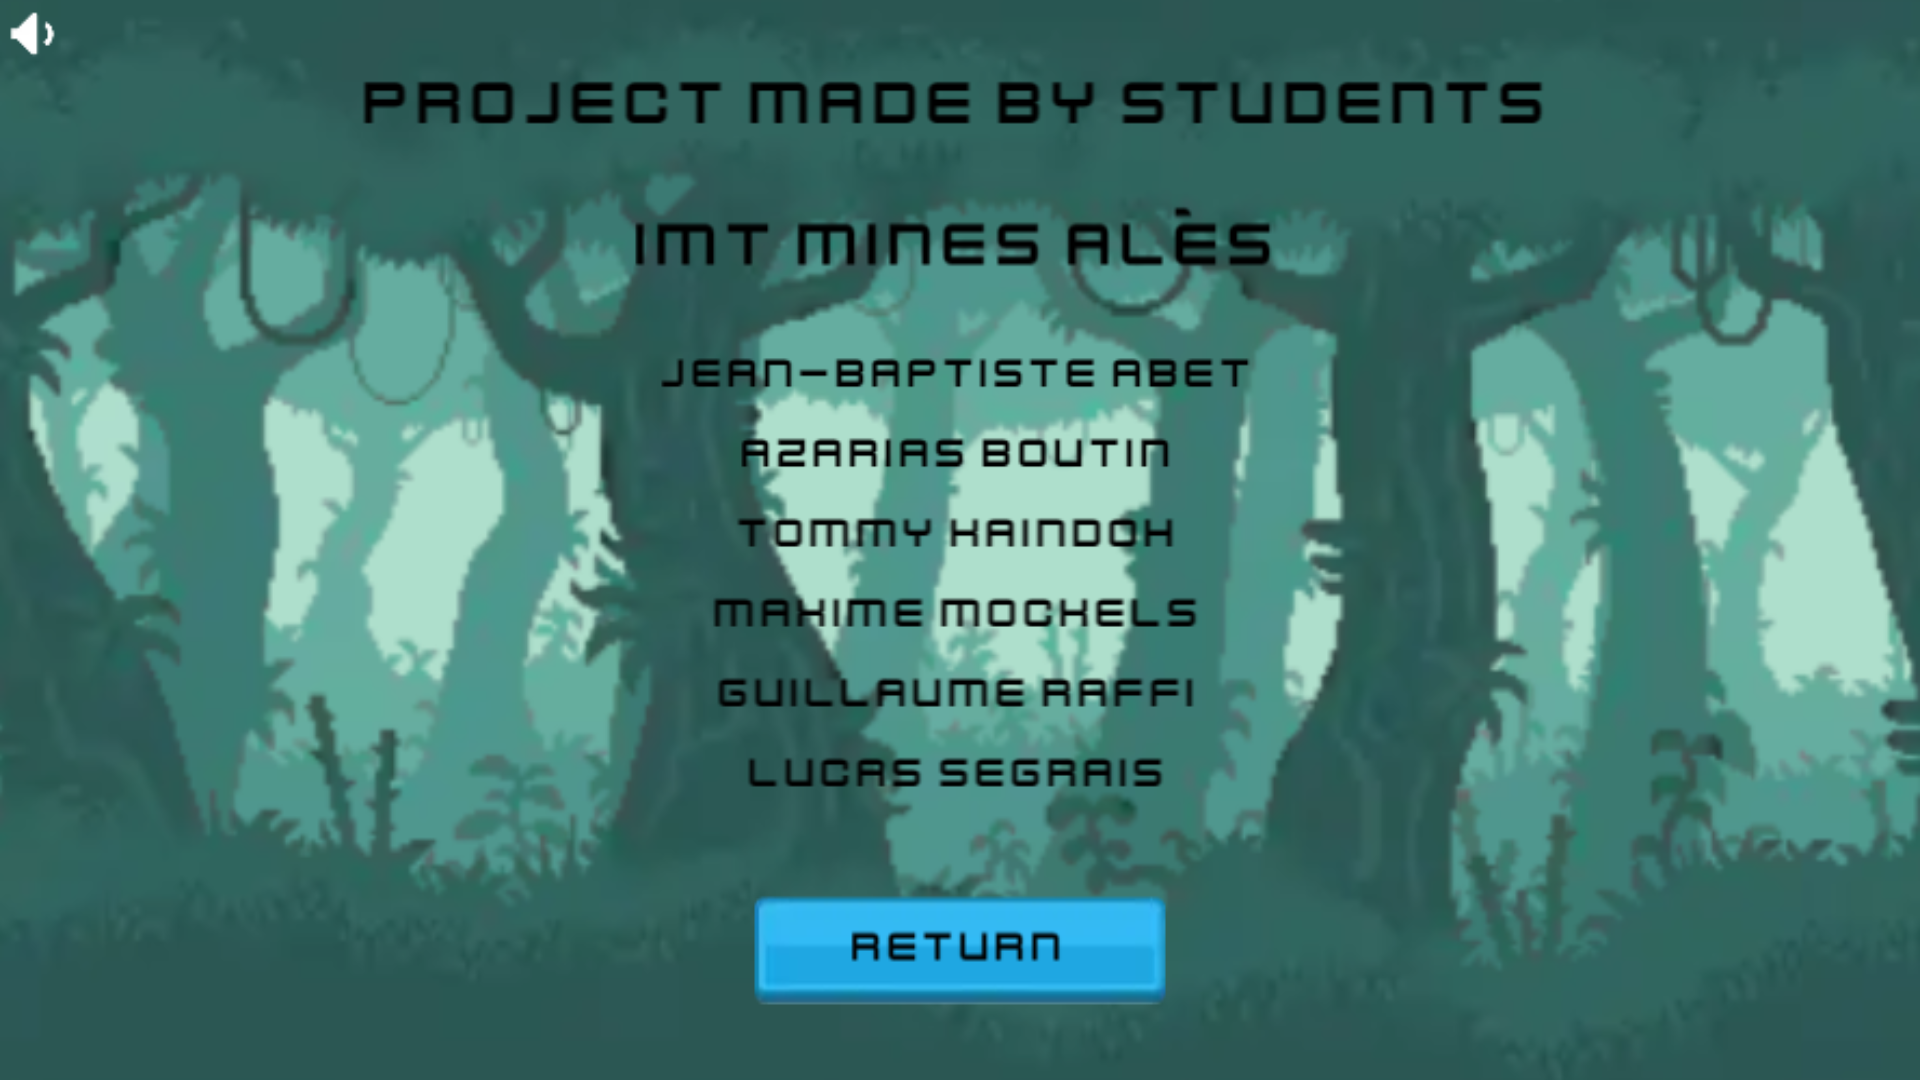 PROJECT MADE BY STUDENTS
IMT MINES ALÈS
JEAN-BAPTISTE ABET
AZARIAS BOUTIN
TOMMY KAINDOH
MAXIME MOCKELS
GUILLAUME RAFFI
LUCAS SEGRAIS
RETURN